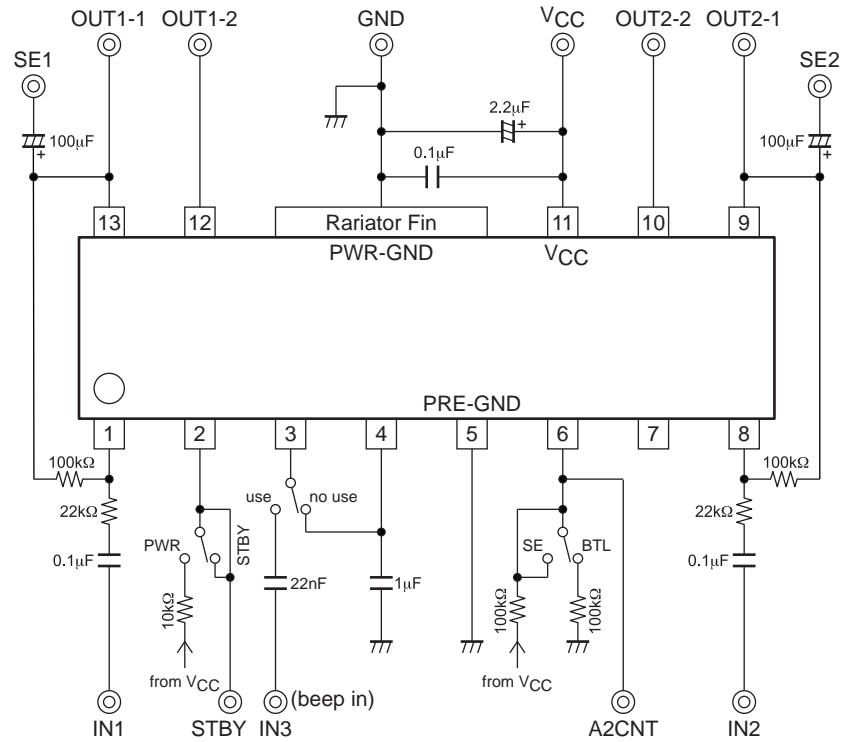 OUT1-1 OUT1-2 GND VCC OUT2-2 OUT2-1
SE1 SE2
2.2μF
+
100μF
+
0.1μF
100μF
+
13 12 Rariator Fin 11 10 9
PWR-GND VCC
PRE-GND
1 2 3 4 5 6 7 8
100kΩ 100kΩ
use no use
22kΩ 22kΩ
PWR STBY SE BTL
0.1μF 22nF 1μF 0.1μF
10kΩ 100kΩ 100kΩ
from VCC from VCC
(beep in)
IN1 STBY IN3 A2CNT IN2